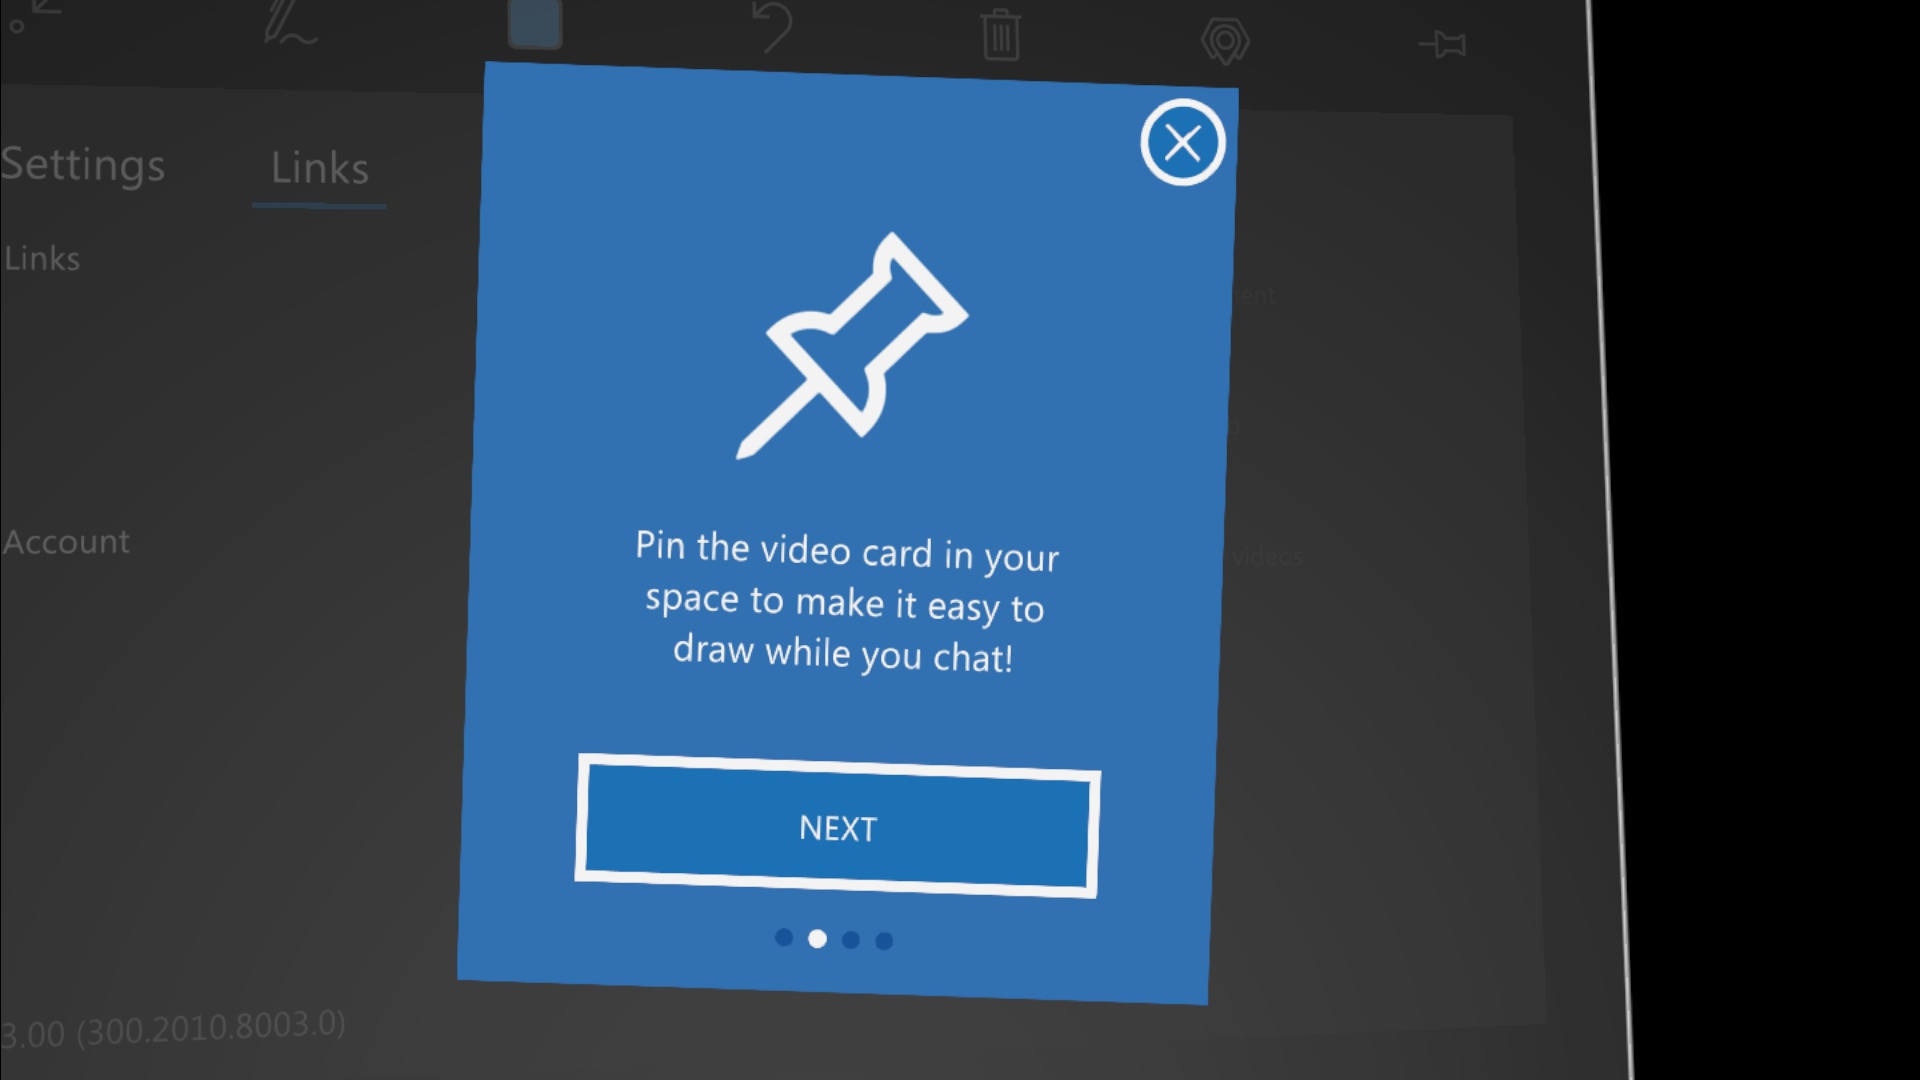 Settings
Links
Links
Account
Pin the video card in your
space to make it easy to
draw while you chat!
NEXT
videos
3.00 (300.2010.8003.0)